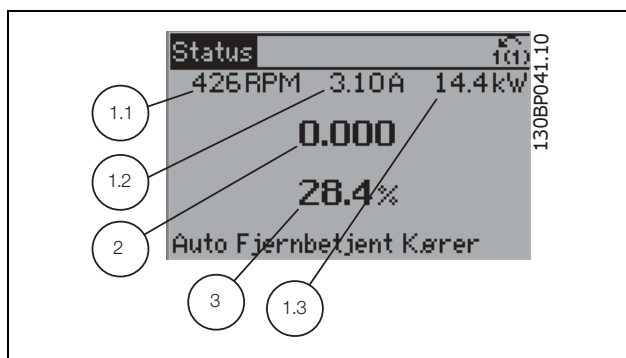 Status 1(1)
426RPM 3.10A 14.4kW
0.000
28.4%
Auto Fjernbetjent Kører
1.1
1.2
2
3
1.3
130BP041.10